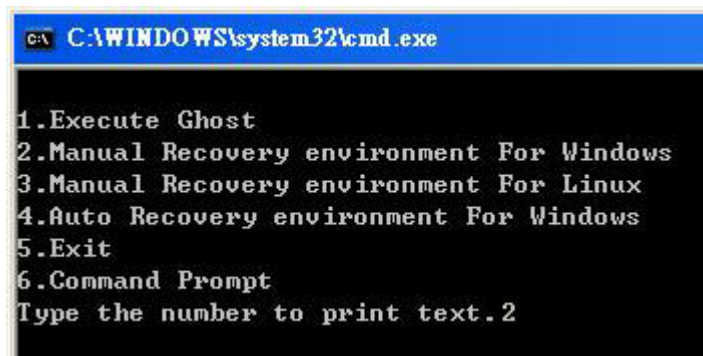 C:\WINDOWS\system32\cmd.exe
1.Execute Ghost
2.Manual Recovery environment For Windows
3.Manual Recovery environment For Linux
4.Auto Recovery environment For Windows
5.Exit
6.Command Prompt
Type the number to print text.2